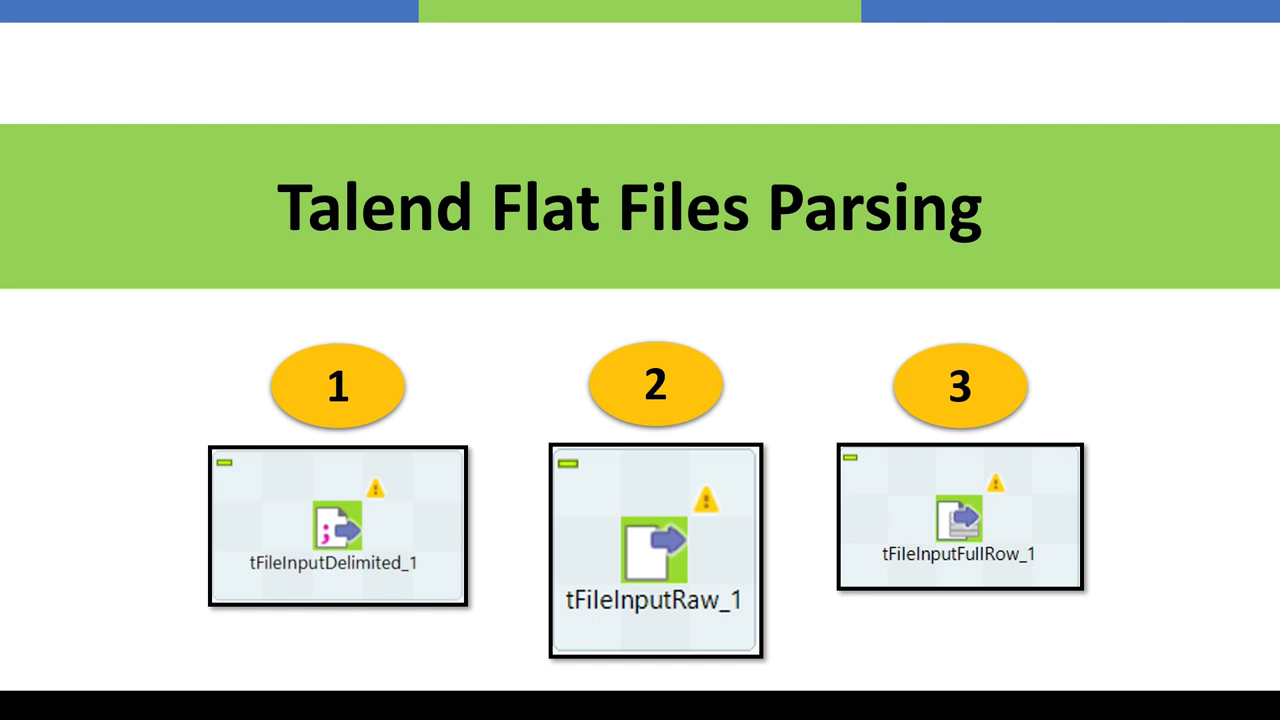 Talend Flat Files Parsing
1
2
3
tFileInputDelimited_1
tFileInputRaw_1
tFileInputFullRow_1